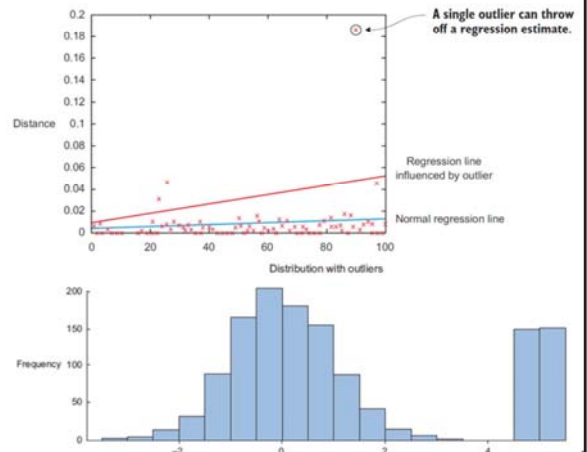 A single outlier can throw
off a regression estimate.
0.2
0.18
0.16
0.14
0.12
Distance
0.1
0.08
0.06
Regression line
influenced by outlier
0.04
0.02
Normal regression line
0
0 20 40 60 80 100
Distribution with outliers
200
150
Frequency
100
50
0
−2 0 2 4